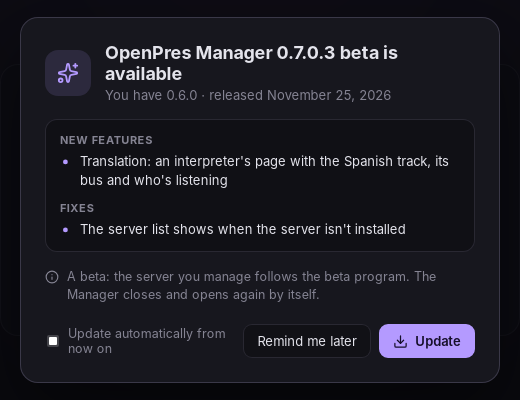 OpenPres Manager 0.7.0.3 beta is
available
You have 0.6.0 · released November 25, 2026
NEW FEATURES
• Translation: an interpreter's page with the Spanish track, its
bus and who's listening
FIXES
• The server list shows when the server isn't installed
A beta: the server you manage follows the beta program. The
Manager closes and opens again by itself.
Update automatically from
now on
Remind me later
Update